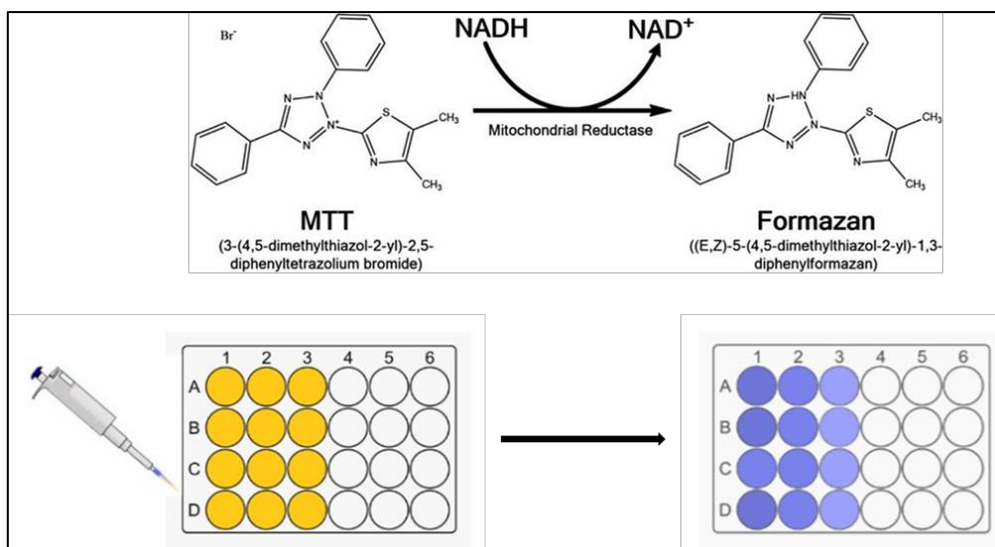 Br-
NADH NAD+
N N N+ N S N CH3 CH3
Mitochondrial Reductase
N HN N N S N CH3 CH3
MTT
(3-(4,5-dimethylthiazol-2-yl)-2,5-
diphenyltetrazolium bromide)
Formazan
((E,Z)-5-(4,5-dimethylthiazol-2-yl)-1,3-
diphenylformazan)
1 2 3 4 5 6
A
B
C
D
1 2 3 4 5 6
A
B
C
D